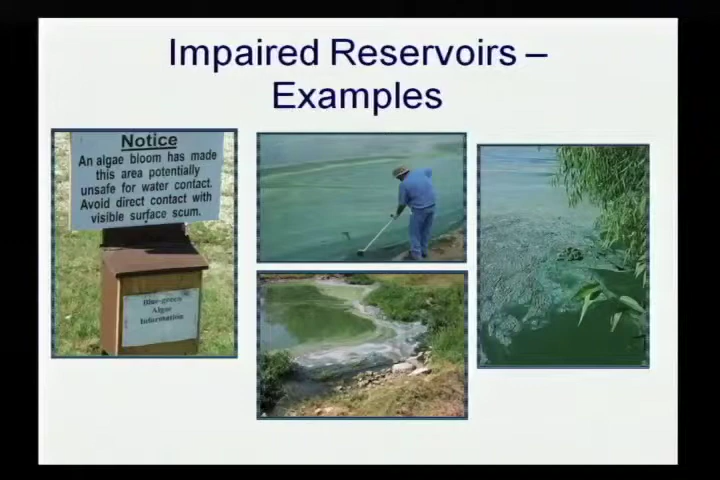 Impaired Reservoirs –
Examples
Notice
An algae bloom has made
this area potentially
unsafe for water contact.
Avoid direct contact with
visible surface scum.
Blue-green
Algae
Information